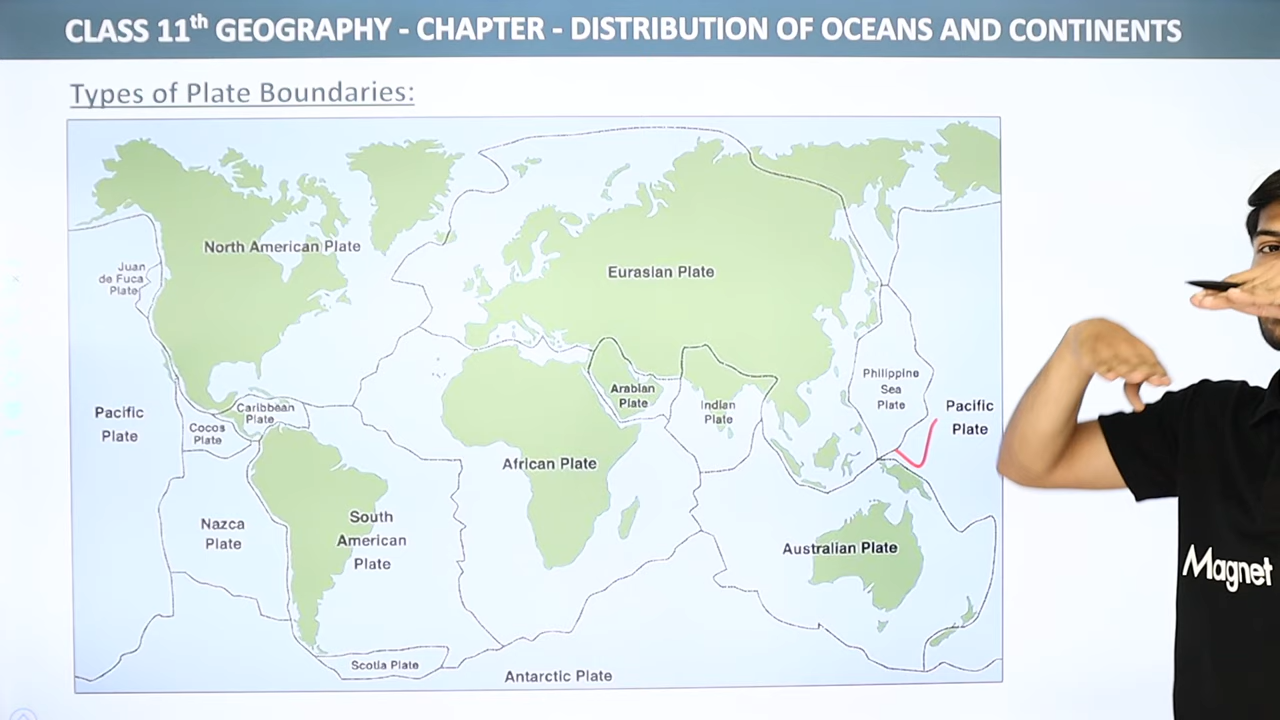 CLASS 11th GEOGRAPHY - CHAPTER - DISTRIBUTION OF OCEANS AND CONTINENTS
Types of Plate Boundaries:
North American Plate
Eurasian Plate
Juan
de Fuca
Plate
Pacific
Plate
Cocos
Plate
Caribbean
Plate
Arabian
Plate
Indian
Plate
Philippine
Sea
Plate
Pacific
Plate
African Plate
Nazca
Plate
South
American
Plate
Australian Plate
Scotia Plate
Antarctic Plate
Magnet